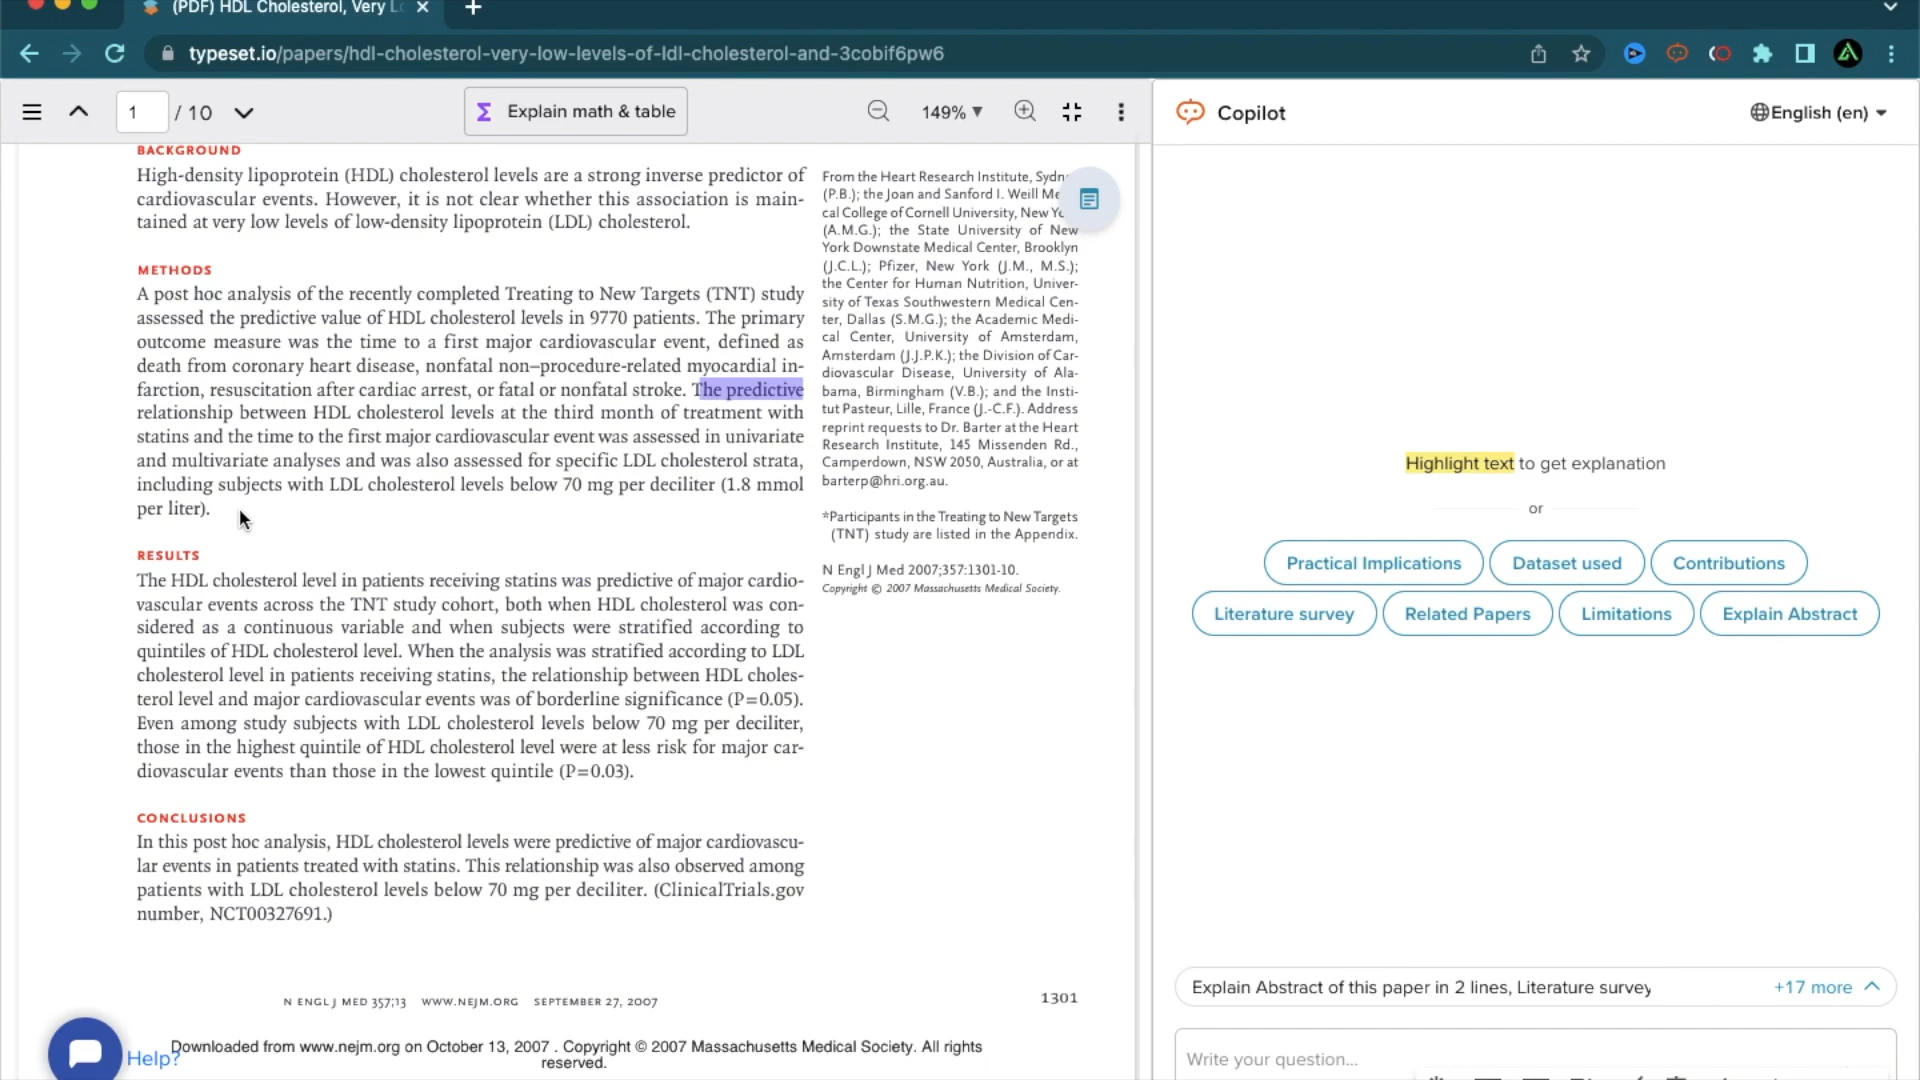 (PDF) HDL Cholesterol, Very Lo
typeset.io/papers/hdl-cholesterol-very-low-levels-of-ldl-cholesterol-and-3cobif6pw6
1 / 10
Explain math & table
149%
BACKGROUND
High-density lipoprotein (HDL) cholesterol levels are a strong inverse predictor of
cardiovascular events. However, it is not clear whether this association is main-
tained at very low levels of low-density lipoprotein (LDL) cholesterol.
METHODS
A post hoc analysis of the recently completed Treating to New Targets (TNT) study
assessed the predictive value of HDL cholesterol levels in 9770 patients. The primary
outcome measure was the time to a first major cardiovascular event, defined as
death from coronary heart disease, nonfatal non–procedure-related myocardial in-
farction, resuscitation after cardiac arrest, or fatal or nonfatal stroke. The predictive
relationship between HDL cholesterol levels at the third month of treatment with
statins and the time to the first major cardiovascular event was assessed in univariate
and multivariate analyses and was also assessed for specific LDL cholesterol strata,
including subjects with LDL cholesterol levels below 70 mg per deciliter (1.8 mmol
per liter).
RESULTS
The HDL cholesterol level in patients receiving statins was predictive of major cardio-
vascular events across the TNT study cohort, both when HDL cholesterol was con-
sidered as a continuous variable and when subjects were stratified according to
quintiles of HDL cholesterol level. When the analysis was stratified according to LDL
cholesterol level in patients receiving statins, the relationship between HDL choles-
terol level and major cardiovascular events was of borderline significance (P=0.05).
Even among study subjects with LDL cholesterol levels below 70 mg per deciliter,
those in the highest quintile of HDL cholesterol level were at less risk for major car-
diovascular events than those in the lowest quintile (P=0.03).
CONCLUSIONS
In this post hoc analysis, HDL cholesterol levels were predictive of major cardiovascu-
lar events in patients treated with statins. This relationship was also observed among
patients with LDL cholesterol levels below 70 mg per deciliter. (ClinicalTrials.gov
number, NCT00327691.)
From the Heart Research Institute, Sydn
(P.B.); the Joan and Sanford I. Weill Me
cal College of Cornell University, New Yo
(A.M.G.); the State University of New
York Downstate Medical Center, Brooklyn
(J.C.L.); Pfizer, New York (J.M., M.S.);
the Center for Human Nutrition, Univer-
sity of Texas Southwestern Medical Cen-
ter, Dallas (S.M.G.); the Academic Medi-
cal Center, University of Amsterdam,
Amsterdam (J.J.P.K.); the Division of Car-
diovascular Disease, University of Ala-
bama, Birmingham (V.B.); and the Insti-
tut Pasteur, Lille, France (J.-C.F.). Address
reprint requests to Dr. Barter at the Heart
Research Institute, 145 Missenden Rd.,
Camperdown, NSW 2050, Australia, or at
barterp@hri.org.au.
*Participants in the Treating to New Targets
(TNT) study are listed in the Appendix.
N Engl J Med 2007;357:1301-10.
Copyright © 2007 Massachusetts Medical Society.
N ENGL J MED 357;13 WWW.NEJM.ORG SEPTEMBER 27, 2007
1301
Downloaded from www.nejm.org on October 13, 2007 . Copyright © 2007 Massachusetts Medical Society. All rights
reserved.
Help?
Copilot
English (en)
Highlight text to get explanation
or
Practical Implications
Dataset used
Contributions
Literature survey
Related Papers
Limitations
Explain Abstract
Explain Abstract of this paper in 2 lines, Literature survey
+17 more
Write your question...